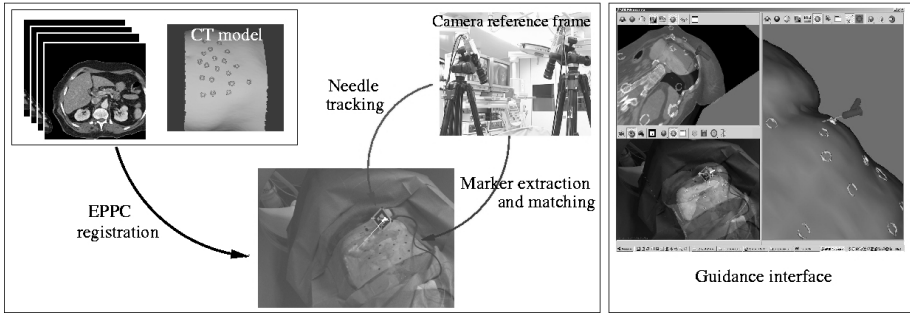 CT model
Camera reference frame
Needle
tracking
Marker extraction
and matching
EPPC
registration
Guidance interface